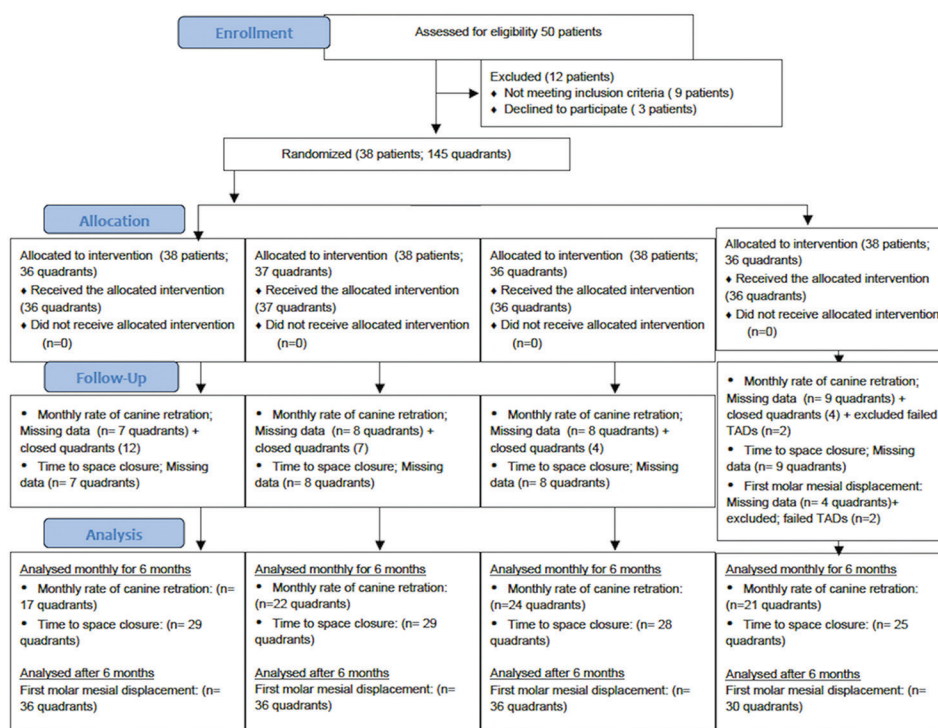 Enrollment
Assessed for eligibility 50 patients
Excluded (12 patients)
♦ Not meeting inclusion criteria ( 9 patients)
♦ Declined to participate ( 3 patients)
Randomized (38 patients; 145 quadrants)
Allocation
Allocated to intervention (38 patients;
36 quadrants)
♦ Received the allocated intervention
(36 quadrants)
♦ Did not receive allocated intervention
(n=0)
Allocated to intervention (38 patients;
37 quadrants)
♦ Received the allocated intervention
(37 quadrants)
♦ Did not receive allocated intervention
(n=0)
Allocated to intervention (38 patients;
36 quadrants)
♦ Received the allocated intervention
(36 quadrants)
♦ Did not receive allocated intervention
(n=0)
Allocated to intervention (38 patients;
36 quadrants)
♦ Received the allocated intervention
(36 quadrants)
♦ Did not receive allocated intervention
(n=0)
Follow-Up
• Monthly rate of canine retration;
Missing data (n= 7 quadrants) +
closed quadrants (12)
• Time to space closure; Missing
data (n= 7 quadrants)
• Monthly rate of canine retration;
Missing data (n= 8 quadrants) +
closed quadrants (7)
• Time to space closure; Missing
data (n= 8 quadrants)
• Monthly rate of canine retration;
Missing data (n= 8 quadrants) +
closed quadrants (4)
• Time to space closure; Missing
data (n= 8 quadrants)
• Monthly rate of canine retration;
Missing data (n= 9 quadrants) +
closed quadrants (4) + excluded failed
TADs (n=2)
• Time to space closure; Missing
data (n= 9 quadrants)
• First molar mesial displacement:
Missing data (n= 4 quadrants)+
excluded; failed TADs (n=2)
Analysis
Analysed monthly for 6 months
• Monthly rate of canine retration: (n=
17 quadrants)
• Time to space closure: (n= 29
quadrants)
Analysed after 6 months
First molar mesial displacement: (n=
36 quadrants)
Analysed monthly for 6 months
• Monthly rate of canine retration:
(n=22 quadrants)
• Time to space closure: (n= 29
quadrants)
Analysed after 6 months
First molar mesial displacement: (n=
36 quadrants)
Analysed monthly for 6 months
• Monthly rate of canine retration:
(n=24 quadrants)
• Time to space closure: (n= 28
quadrants)
Analysed after 6 months
First molar mesial displacement: (n=
36 quadrants)
Analysed monthly for 6 months
• Monthly rate of canine retration:
(n=21 quadrants)
• Time to space closure: (n= 25
quadrants)
Analysed after 6 months
First molar mesial displacement: (n=
30 quadrants)